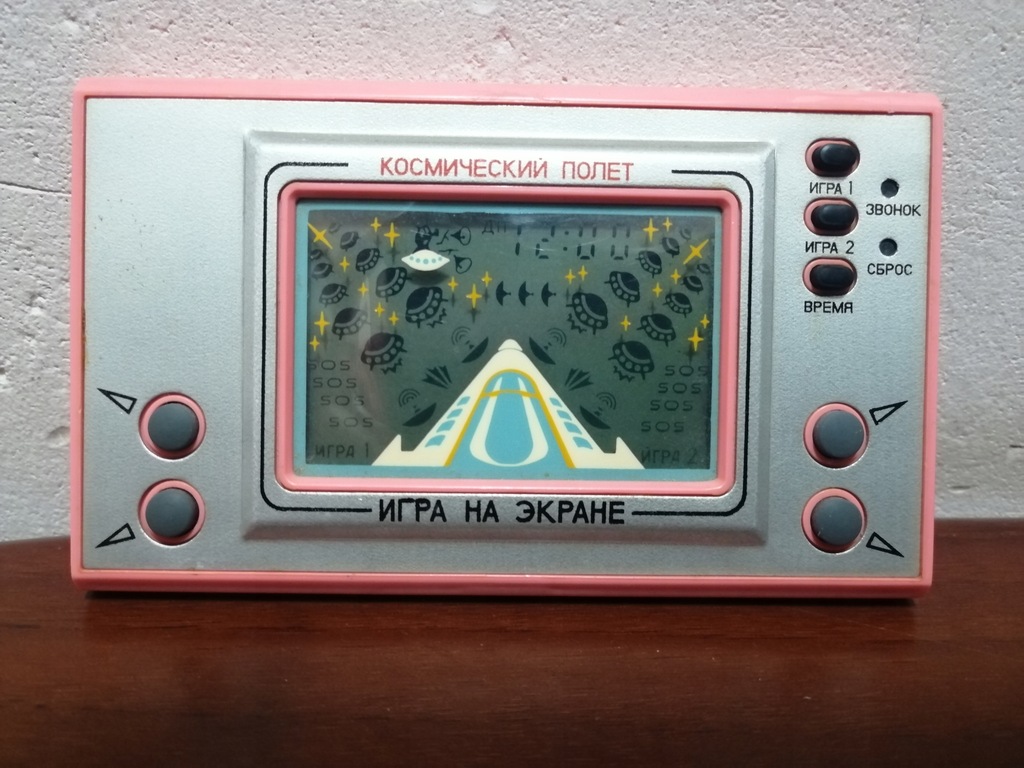 КОСМИЧЕСКИЙ ПОЛЕТ
ИГРА 1
ЗВОНОК
ИГРА 2
СБРОС
ВРЕМЯ
SOS
SOS
SOS
SOS
SOS
SOS
SOS
SOS
ИГРА 1
ИГРА 2
ИГРА НА ЭКРАНЕ